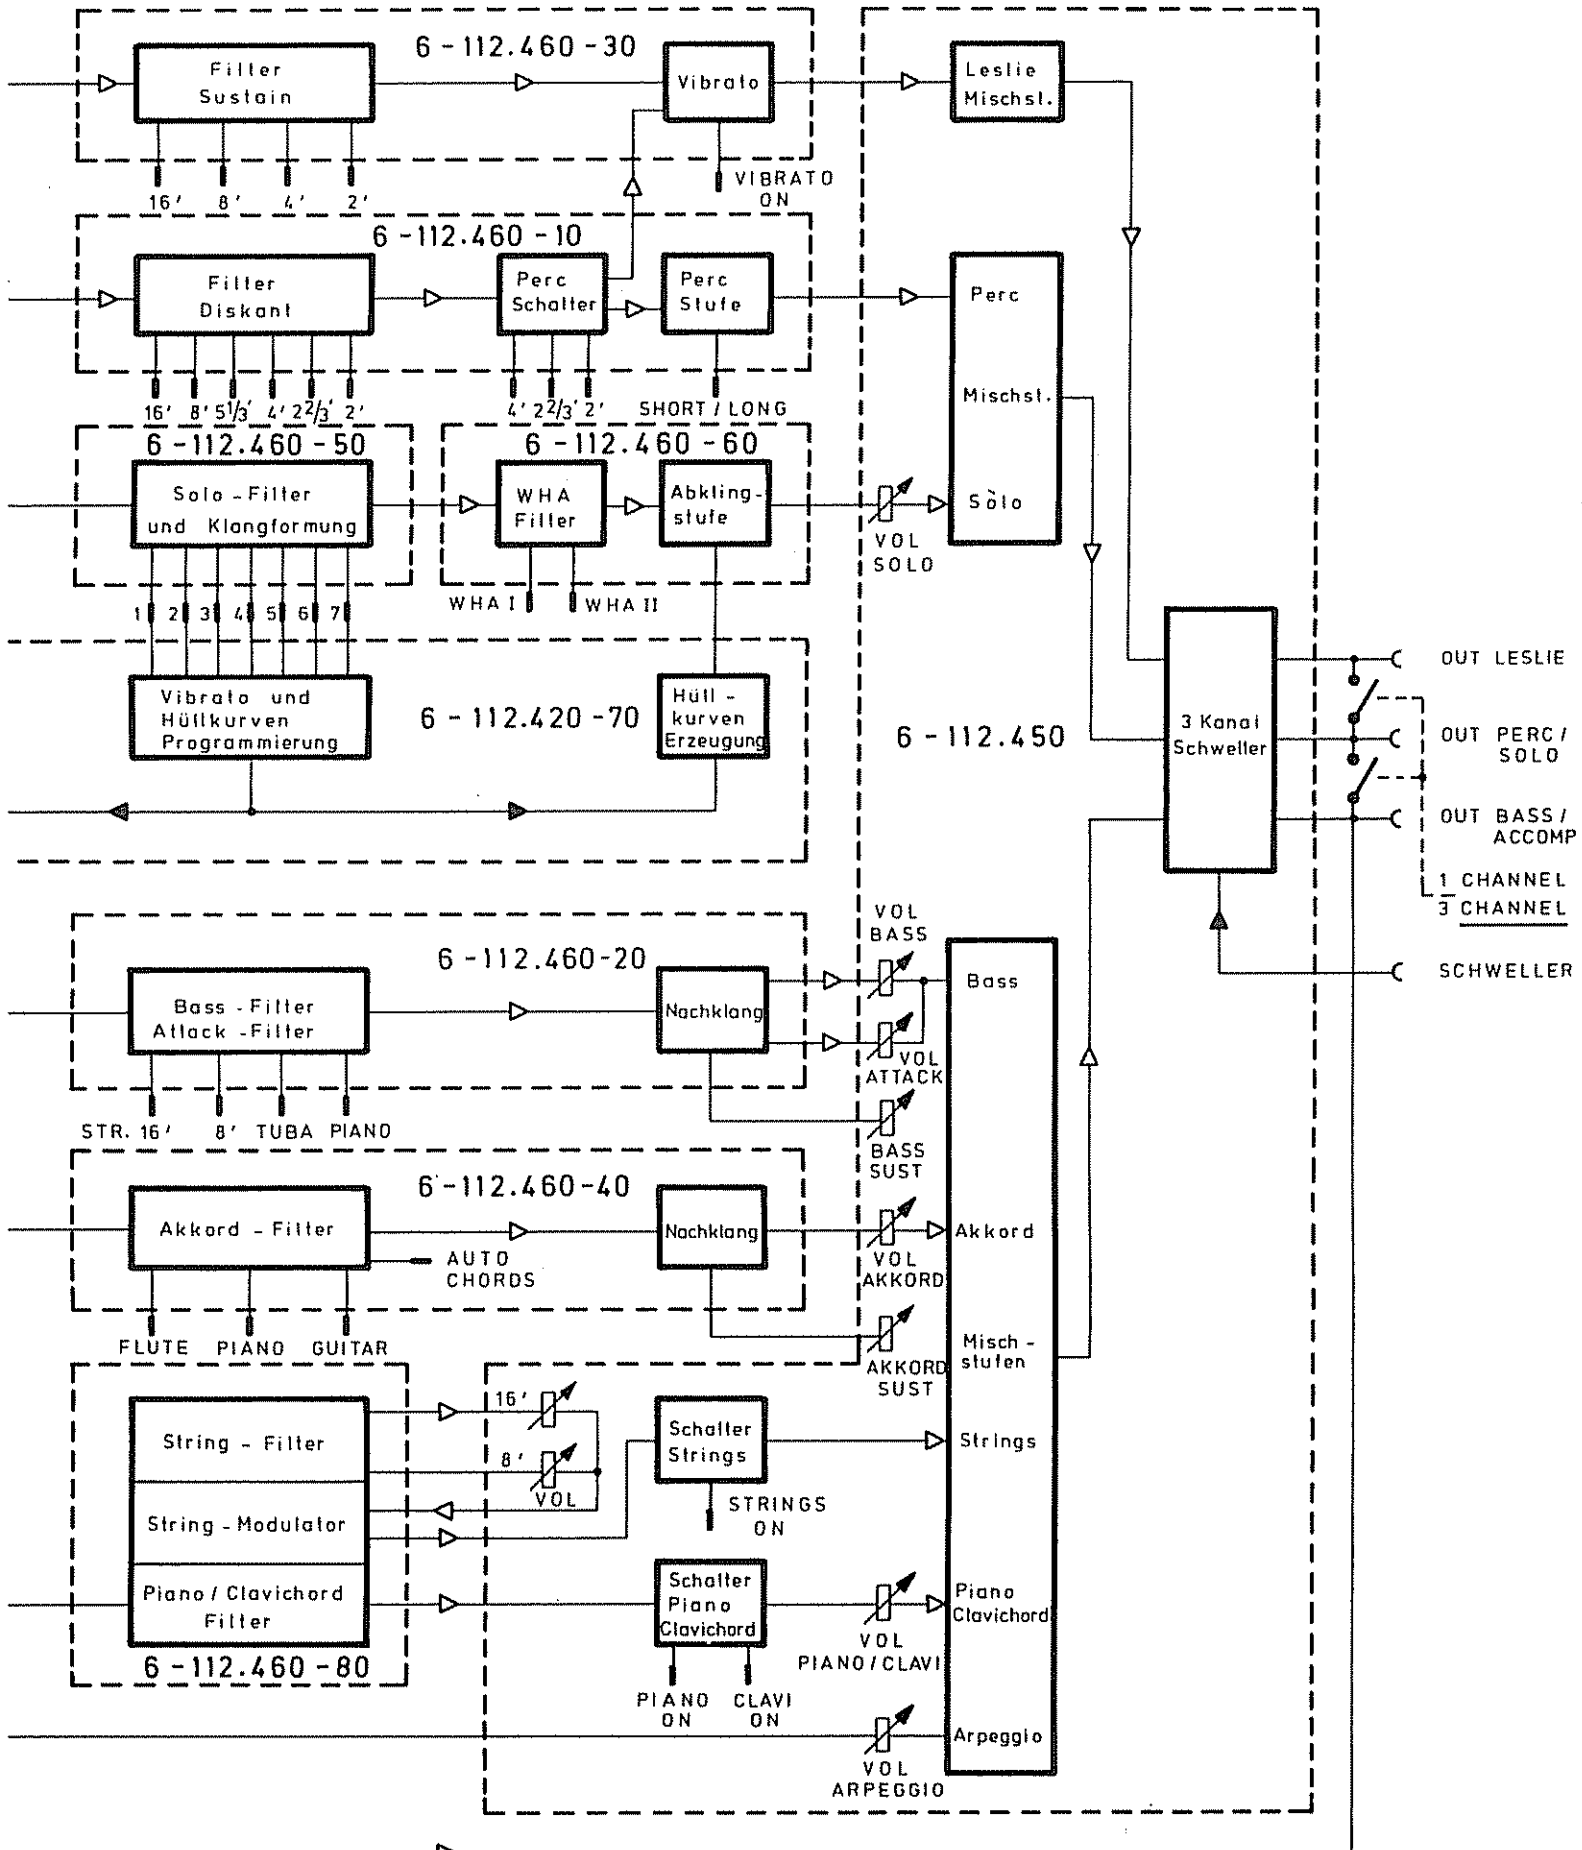 6-112.460-30
Filter
Sustain
Vibrato
Leslie
Mischst.
16' 8' 4' 2'
VIBRATO
ON
6-112.460-10
Filter
Diskant
Perc
Schalter
Perc
Stufe
Perc
Mischst.
Solo
16' 8' 5 1/3' 4' 2 2/3' 2'
4' 2 2/3' 2'
SHORT / LONG
6-112.460-50
6-112.460-60
Solo-Filter
und Klangformung
WHA
Filter
Abkling-
stufe
VOL
SOLO
WHA I
WHA II
1 2 3 4 5 6 7
Vibrato und
Hüllkurven
Programmierung
6-112.420-70
Hüll-
kurven
Erzeugung
6-112.450
3 Kanal
Schweller
OUT LESLIE
OUT PERC/
SOLO
OUT BASS/
ACCOMP
1 CHANNEL
3 CHANNEL
SCHWELLER
6-112.460-20
Bass-Filter
Attack-Filter
Nachklang
VOL
BASS
VOL
ATTACK
BASS
SUST
Bass
STR. 16' 8' TUBA PIANO
6-112.460-40
Akkord-Filter
Nachklang
AUTO
CHORDS
VOL
AKKORD
Akkord
FLUTE PIANO GUITAR
AKKORD
SUST
Misch-
stufen
16'
8'
VOL
String-Filter
String-Modulator
Piano/Clavichord
Filter
6-112.460-80
Schalter
Strings
STRINGS
ON
Strings
Schalter
Piano
Clavichord
PIANO
ON
CLAVI
ON
VOL
PIANO/CLAVI
Piano
Clavichord
VOL
ARPEGGIO
Arpeggio